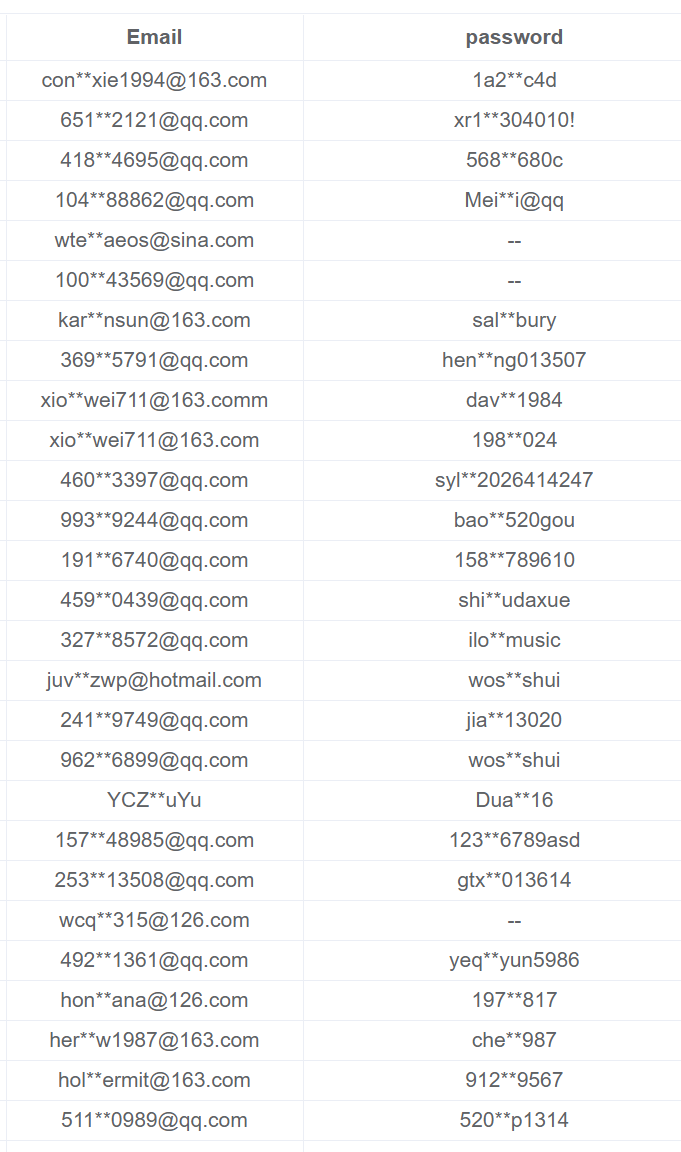 Email password
con**xie1994@163.com 1a2**c4d
651**2121@qq.com xr1**304010!
418**4695@qq.com 568**680c
104**88862@qq.com Mei**i@qq
wte**aeos@sina.com --
100**43569@qq.com --
kar**nsun@163.com sal**bury
369**5791@qq.com hen**ng013507
xio**wei711@163.comm dav**1984
xio**wei711@163.com 198**024
460**3397@qq.com syl**2026414247
993**9244@qq.com bao**520gou
191**6740@qq.com 158**789610
459**0439@qq.com shi**udaxue
327**8572@qq.com ilo**music
juv**zwp@hotmail.com wos**shui
241**9749@qq.com jia**13020
962**6899@qq.com wos**shui
YCZ**uYu Dua**16
157**48985@qq.com 123**6789asd
253**13508@qq.com gtx**013614
wcq**315@126.com --
492**1361@qq.com yeq**yun5986
hon**ana@126.com 197**817
her**w1987@163.com che**987
hol**ermit@163.com 912**9567
511**0989@qq.com 520**p1314